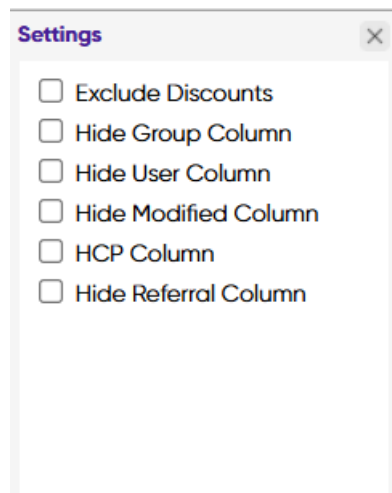 Settings
Exclude Discounts
Hide Group Column
Hide User Column
Hide Modified Column
HCP Column
Hide Referral Column